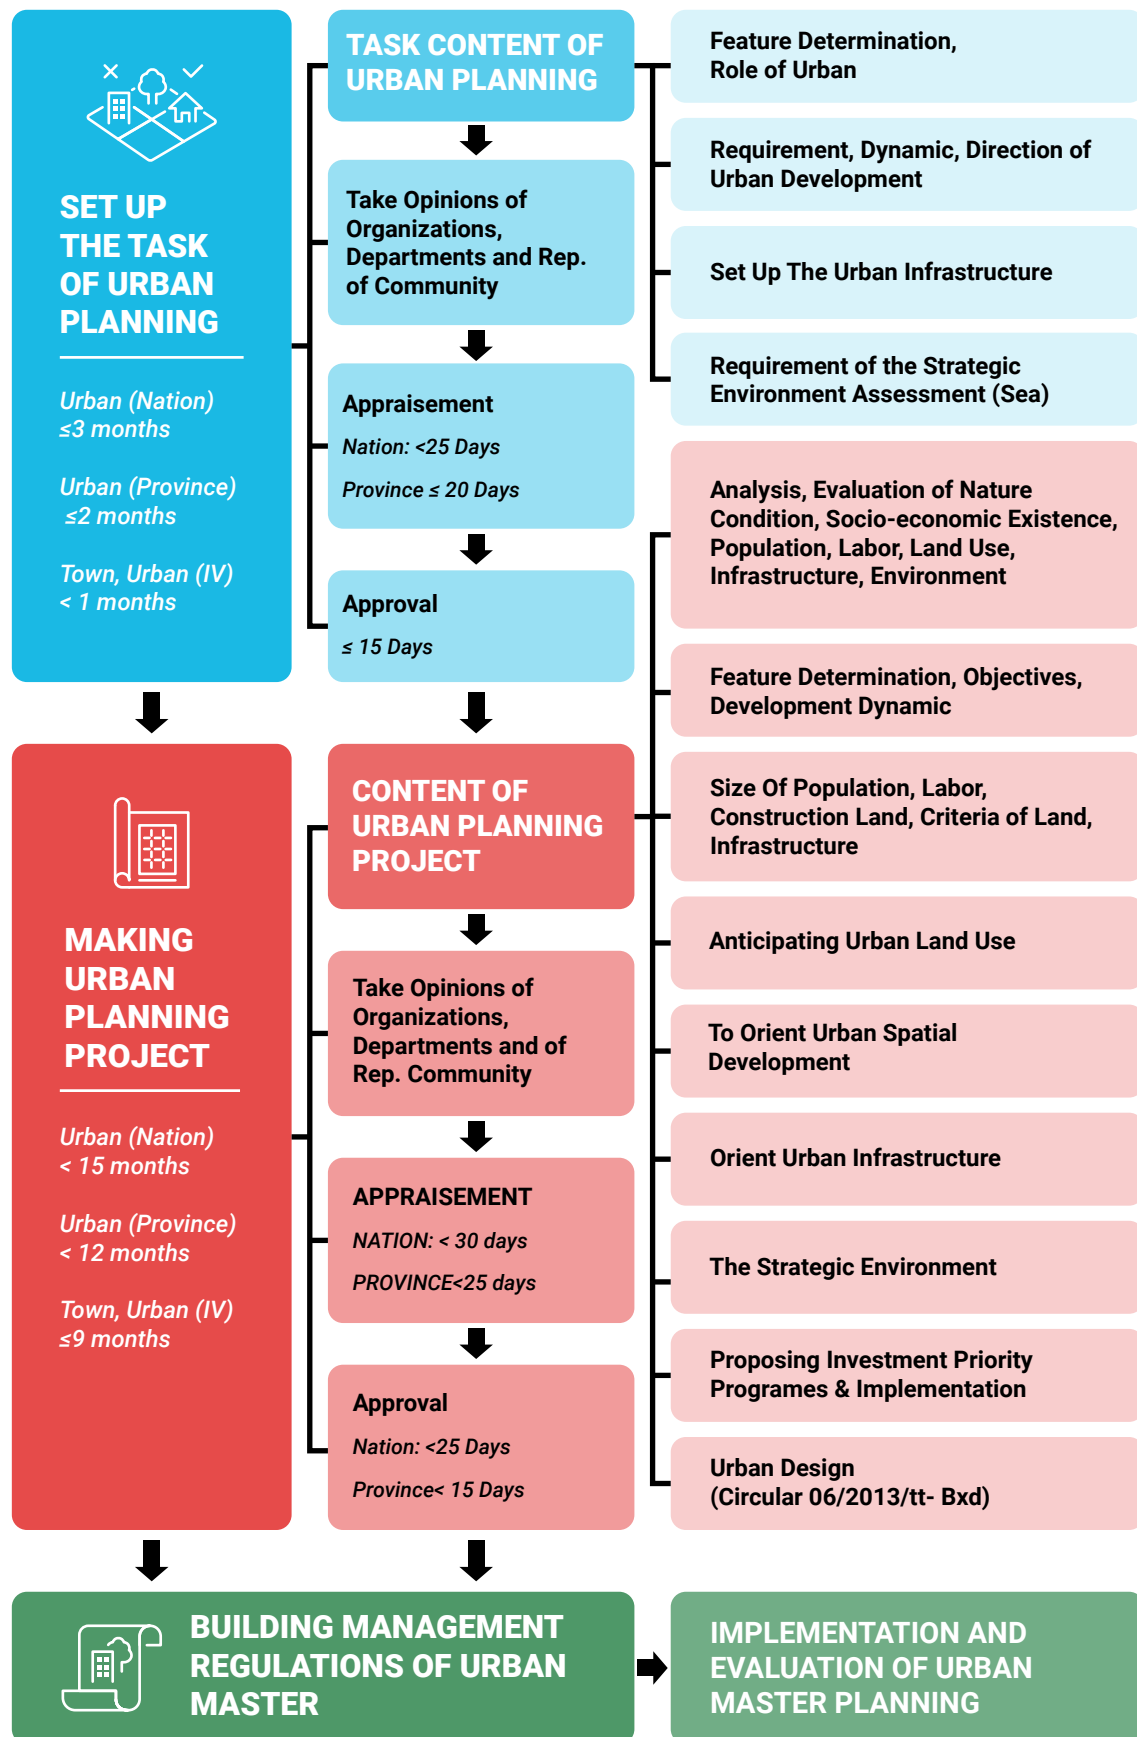 SET UP
THE TASK
OF URBAN
PLANNING
Urban (Nation)
≤3 months
Urban (Province)
≤2 months
Town, Urban (IV)
< 1 months
TASK CONTENT OF
URBAN PLANNING
Take Opinions of
Organizations,
Departments and Rep.
of Community
Appraisement
Nation: <25 Days
Province ≤ 20 Days
Approval
≤ 15 Days
Feature Determination,
Role of Urban
Requirement, Dynamic, Direction of
Urban Development
Set Up The Urban Infrastructure
Requirement of the Strategic
Environment Assessment (Sea)
MAKING
URBAN
PLANNING
PROJECT
Urban (Nation)
< 15 months
Urban (Province)
< 12 months
Town, Urban (IV)
≤9 months
CONTENT OF
URBAN PLANNING
PROJECT
Take Opinions of
Organizations,
Departments and of
Rep. Community
APPRAISEMENT
NATION: < 30 days
PROVINCE<25 days
Approval
Nation: <25 Days
Province< 15 Days
Analysis, Evaluation of Nature
Condition, Socio-economic Existence,
Population, Labor, Land Use,
Infrastructure, Environment
Feature Determination, Objectives,
Development Dynamic
Size Of Population, Labor,
Construction Land, Criteria of Land,
Infrastructure
Anticipating Urban Land Use
To Orient Urban Spatial
Development
Orient Urban Infrastructure
The Strategic Environment
Proposing Investment Priority
Programes & Implementation
Urban Design
(Circular 06/2013/tt- Bxd)
BUILDING MANAGEMENT
REGULATIONS OF URBAN
MASTER
IMPLEMENTATION AND
EVALUATION OF URBAN
MASTER PLANNING